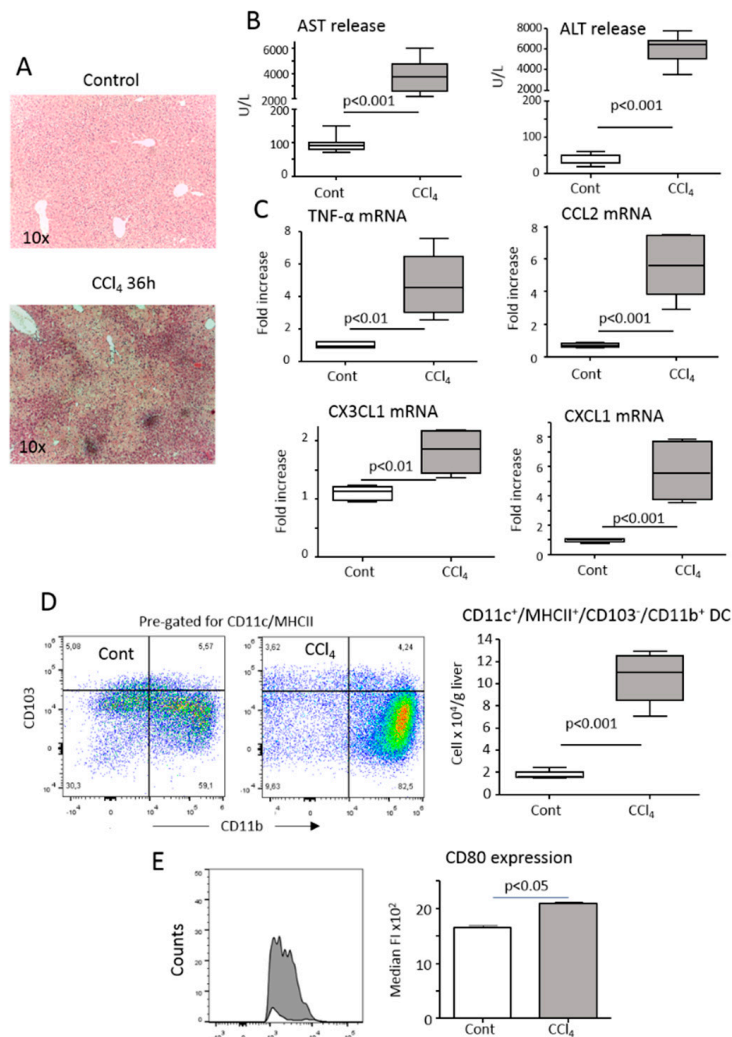 A
Control
10x
CCl₄ 36h
10x
B
AST release
U/L
6000
4000
2000
200
100
0
p<0.001
Cont
CCl₄
ALT release
U/L
8000
6000
4000
2000
100
0
p<0.001
Cont
CCl₄
C
TNF-α mRNA
Fold increase
8
6
4
2
0
p<0.01
Cont
CCl₄
CCL2 mRNA
Fold increase
8
6
4
2
0
p<0.001
Cont
CCl₄
CX3CL1 mRNA
Fold increase
2
1
0
p<0.01
Cont
CCl₄
CXCL1 mRNA
Fold increase
8
6
4
2
1
0
p<0.001
Cont
CCl₄
D
Pre-gated for CD11c/MHCII
CD103
5,08
Cont
5,57
30,3
59,1
3,62
CCl₄
4,24
9,63
82,5
CD11b
CD11c⁺/MHCII⁺/CD103⁻/CD11b⁺ DC
Cell x 10⁴/g liver
14
12
10
8
6
4
2
0
p<0.001
Cont
CCl₄
E
Counts
50
40
30
20
10
0
CD80 expression
Median FI x10²
20
15
10
0
p<0.05
Cont
CCl₄